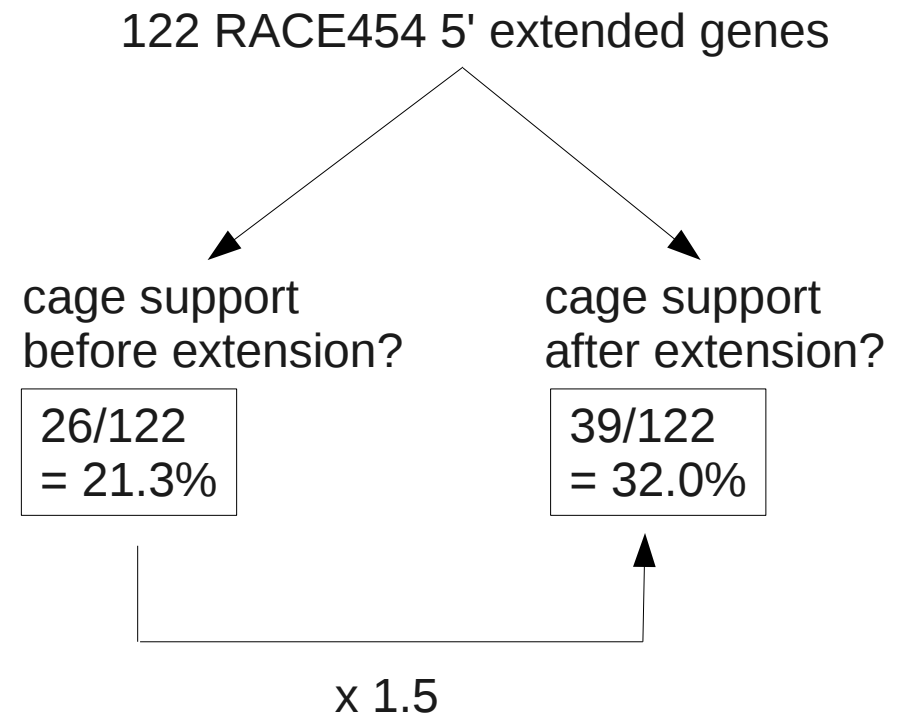 122 RACE454 5' extended genes
cage support
before extension?
26/122
= 21.3%
cage support
after extension?
39/122
= 32.0%
x 1.5